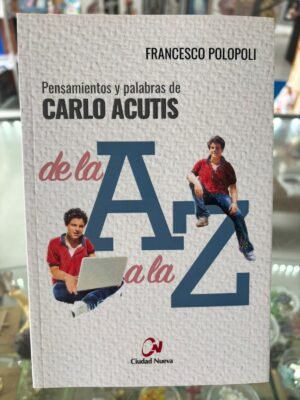 FRANCESCO POLOPOLI
Pensamientos y palabras de
CARLO ACUTIS
de la
A
a la
Z
Ciudad Nueva